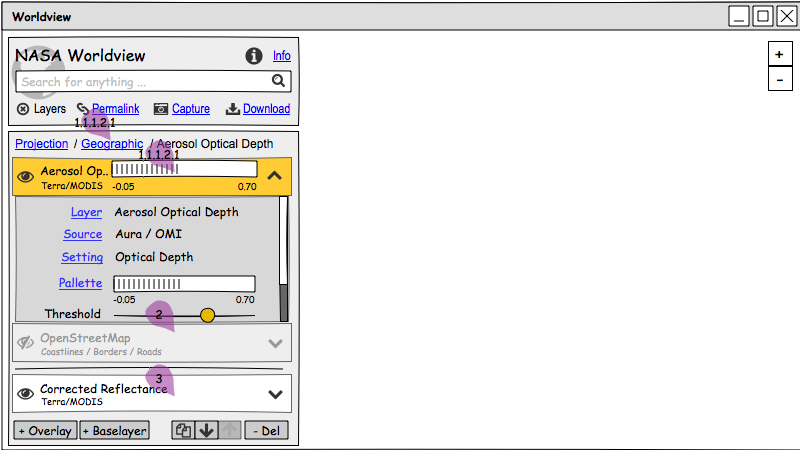 Worldview
NASA Worldview Info
Search for anything ...
Layers Permalink Capture Download
1.1.1.2.1
Projection / Geographic / Aerosol Optical Depth
1.1.1.2.1
Aerosol Op..
Terra/MODIS -0.05 0.70
Layer Aerosol Optical Depth
Source Aura / OMI
Setting Optical Depth
Pallette
-0.05 0.70
Threshold 2
OpenStreetMap
Coastlines / Borders / Roads
3
Corrected Reflectance
Terra/MODIS
+ Overlay + Baselayer - Del
+
-